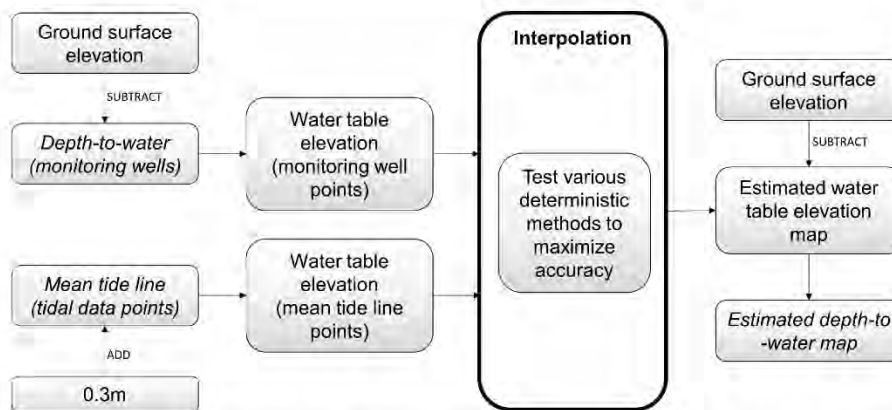 Ground surface
elevation
SUBTRACT
Depth-to-water
(monitoring wells)
Water table
elevation
(monitoring well
points)
Mean tide line
(tidal data points)
ADD
0.3m
Water table
elevation
(mean tide line
points)
Interpolation
Test various
deterministic
methods to
maximize
accuracy
Ground surface
elevation
SUBTRACT
Estimated water
table elevation
map
Estimated depth-to
-water map